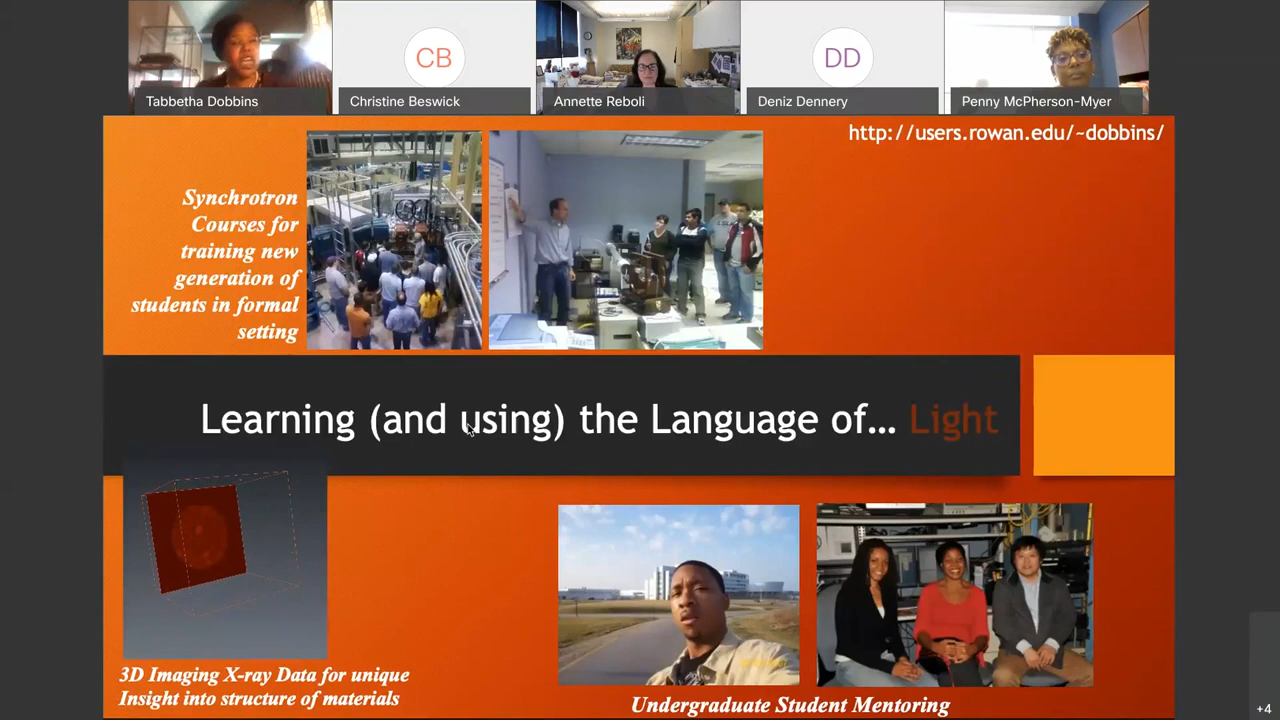 CB
DD
Tabbetha Dobbins
Christine Beswick
Annette Reboli
Deniz Dennery
Penny McPherson-Myer
http://users.rowan.edu/~dobbins/
Synchrotron
Courses for
training new
generation of
students in formal
setting
Learning (and using) the Language of... Light
3D Imaging X-ray Data for unique
Insight into structure of materials
Undergraduate Student Mentoring
+4